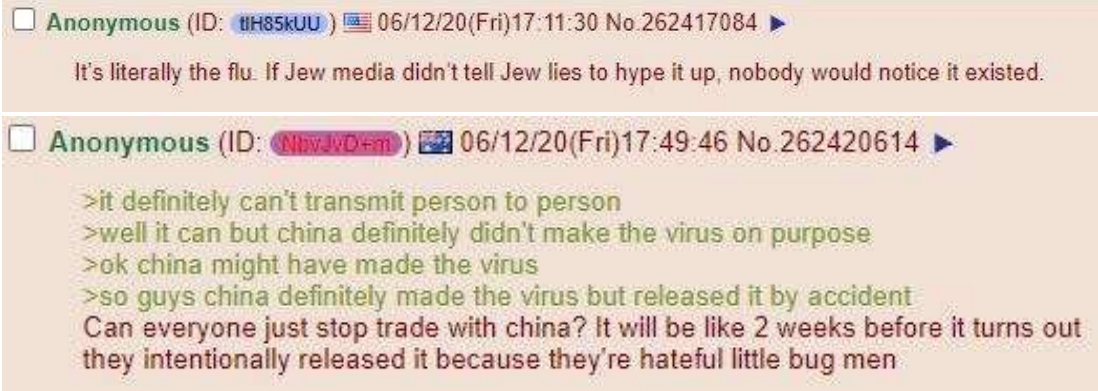 Anonymous (ID: tlH85kUU) 06/12/20(Fri)17:11:30 No.262417084 ▶
It's literally the flu. If Jew media didn't tell Jew lies to hype it up, nobody would notice it existed.
Anonymous (ID: NbvJvD+m) 06/12/20(Fri)17:49:46 No.262420614 ▶
>it definitely can't transmit person to person
>well it can but china definitely didn't make the virus on purpose
>ok china might have made the virus
>so guys china definitely made the virus but released it by accident
Can everyone just stop trade with china? It will be like 2 weeks before it turns out
they intentionally released it because they're hateful little bug men